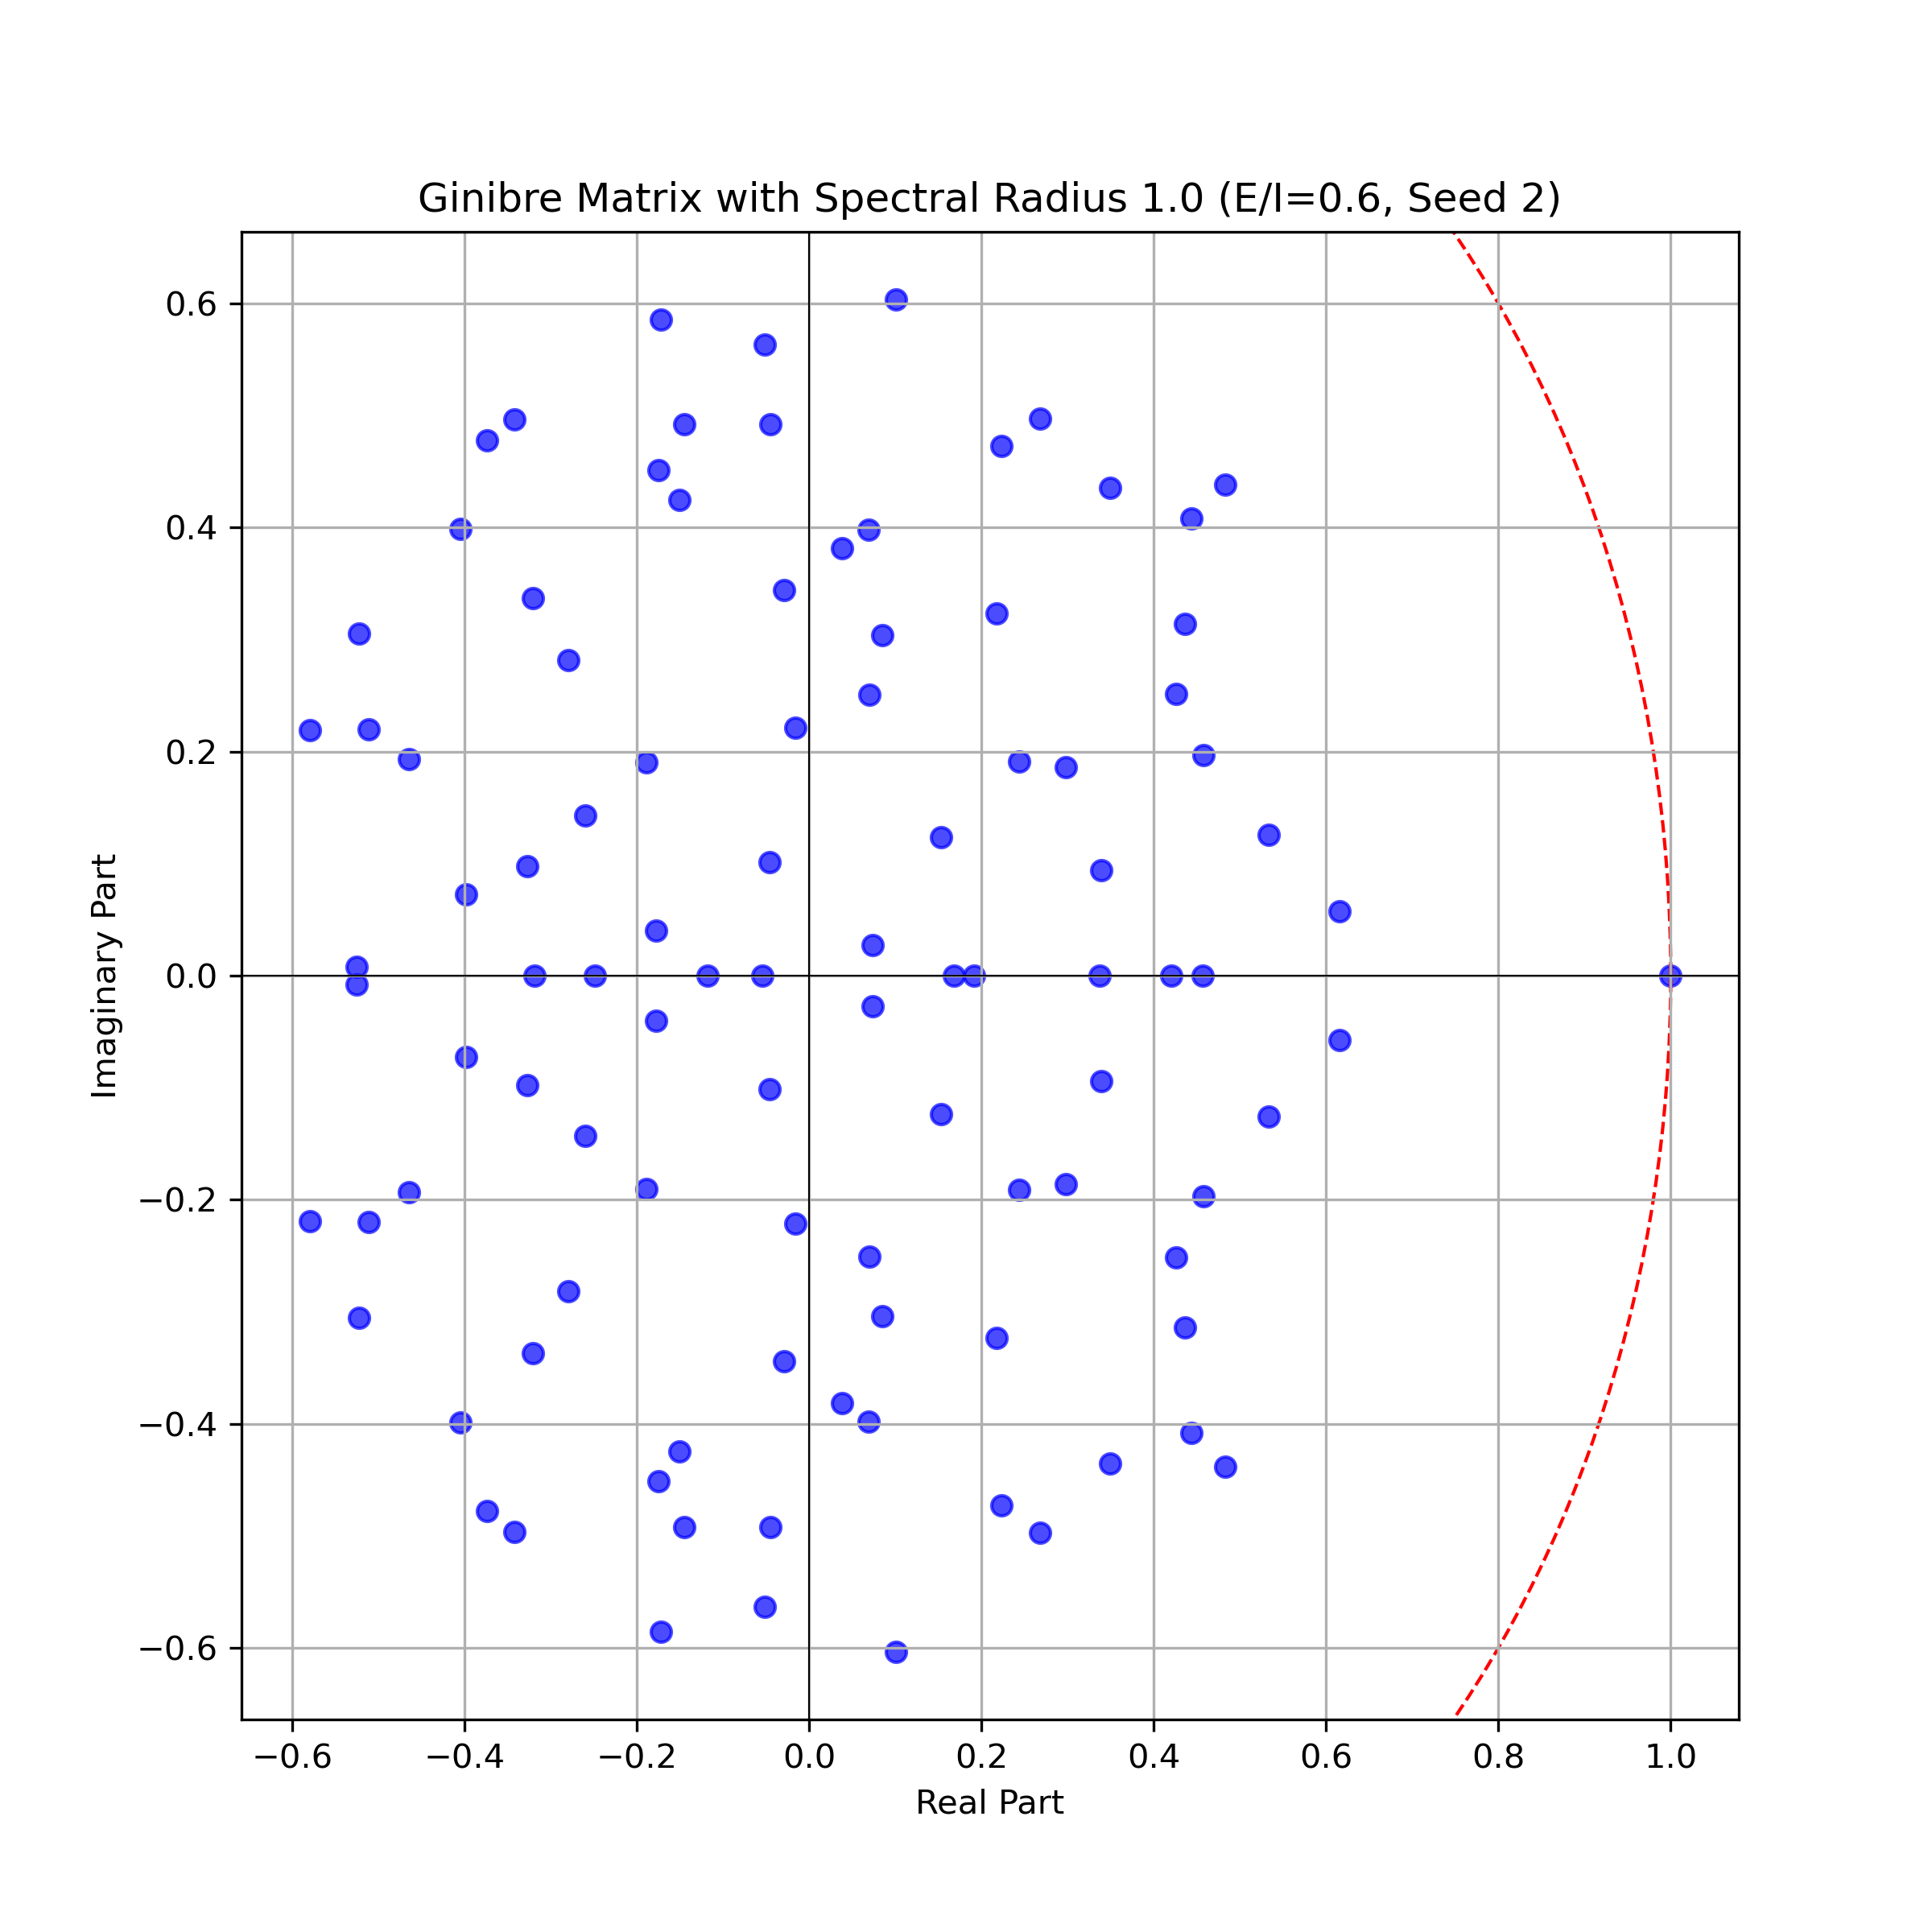 Ginibre Matrix with Spectral Radius 1.0 (E/I=0.6, Seed 2)
0.6
0.4
0.2
0.0
−0.2
−0.4
−0.6
Imaginary Part
−0.6 −0.4 −0.2 0.0 0.2 0.4 0.6 0.8 1.0
Real Part